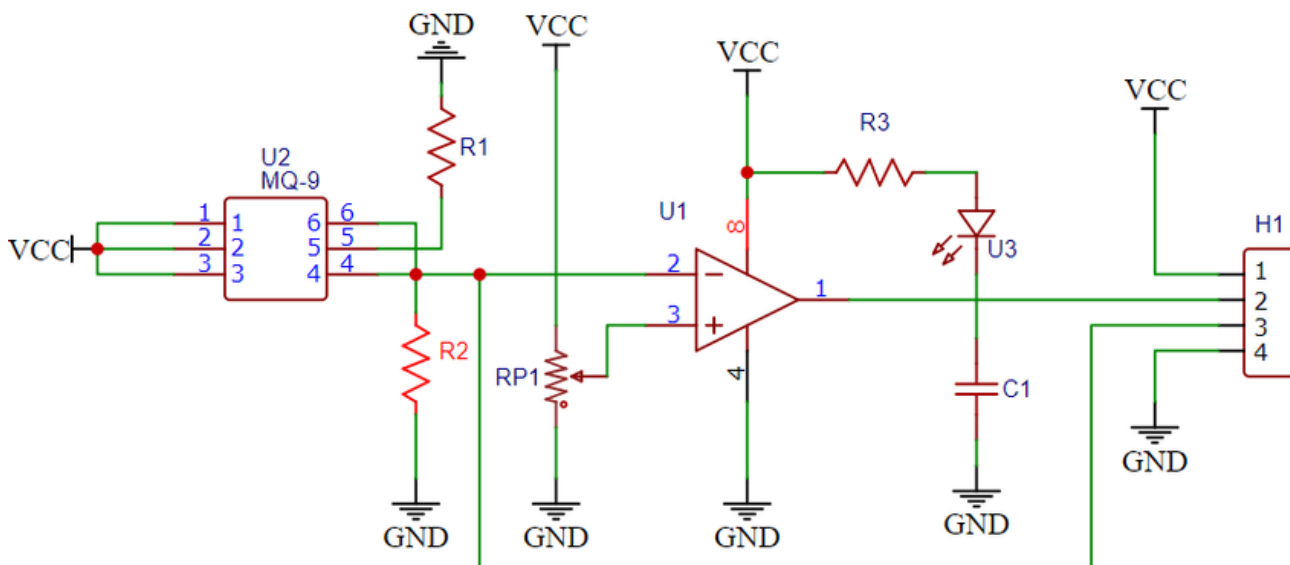 GND
VCC
VCC
VCC
R3
R1
U2
MQ-9
U1
8
H1
1 1 6 6
VCC 2 2 5 5
3 3 4 4
2
3
1
4
U3
1
2
3
4
R2
RP1
C1
GND
GND
GND
GND
GND